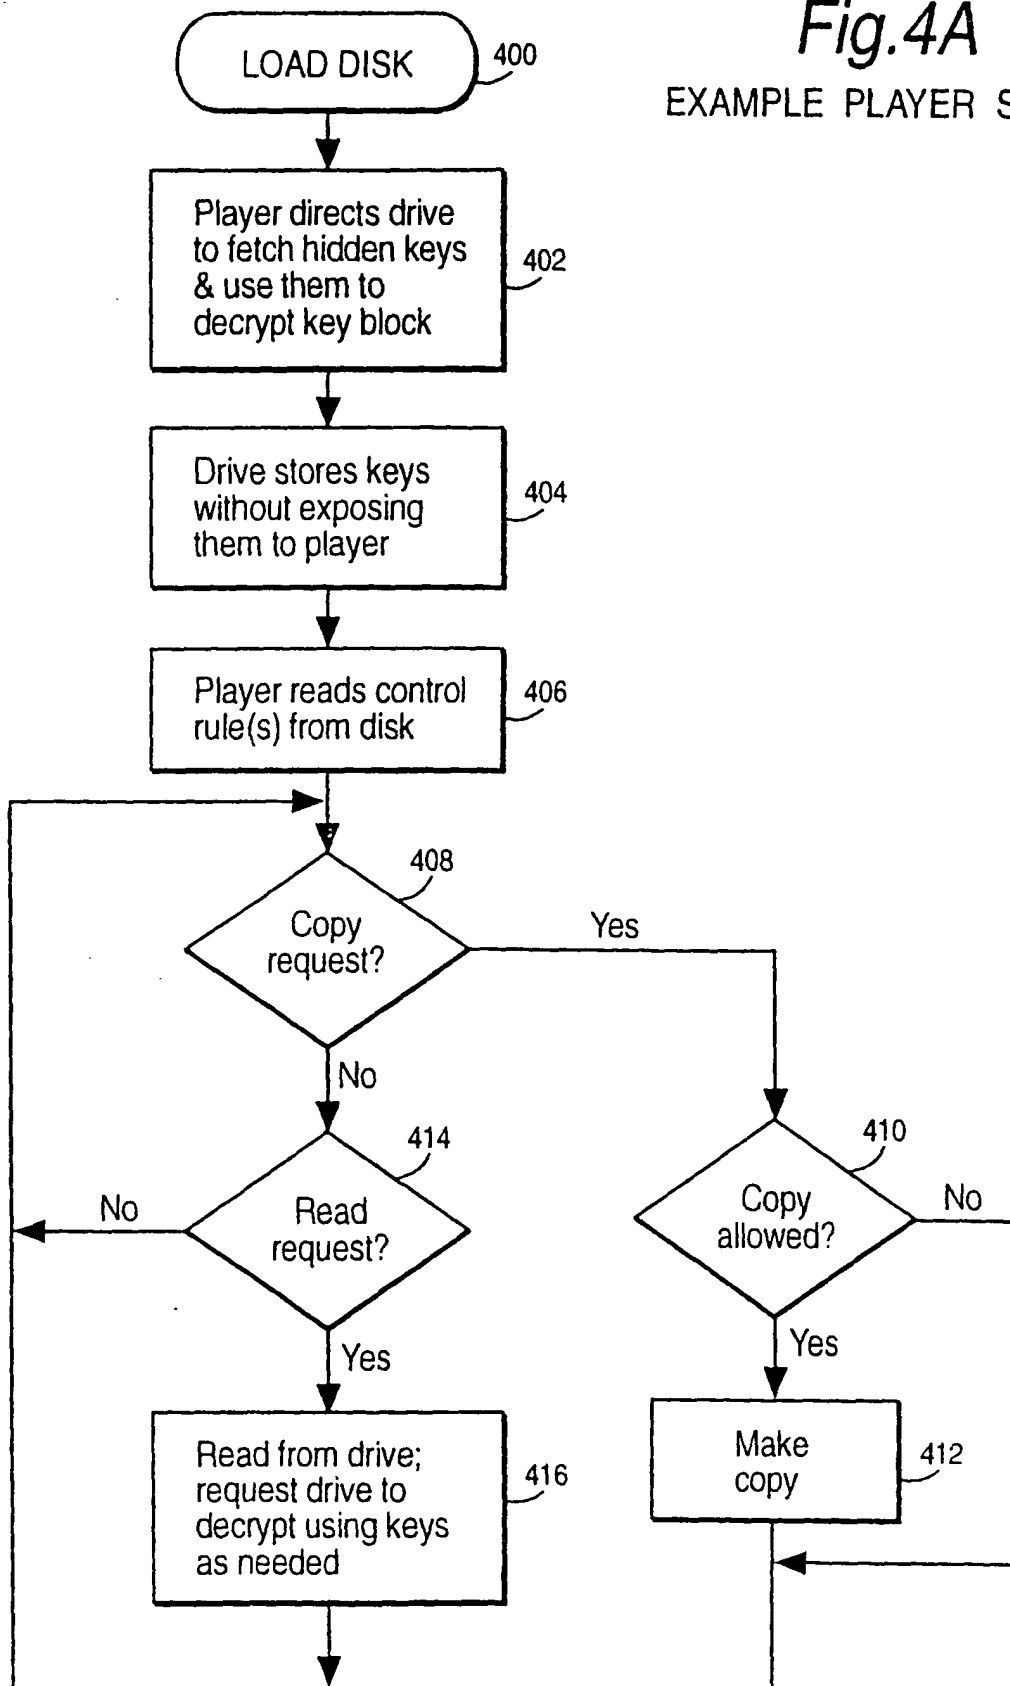 Fig.4A
EXAMPLE PLAYER
LOAD DISK
400
Player directs drive
to fetch hidden keys
& use them to
decrypt key block
402
Drive stores keys
without exposing
them to player
404
Player reads control
rule(s) from disk
406
Copy
request?
408
Yes
No
Read
request?
414
No
Copy
allowed?
410
No
Yes
Yes
Read from drive;
request drive to
decrypt using keys
as needed
416
Make
copy
412